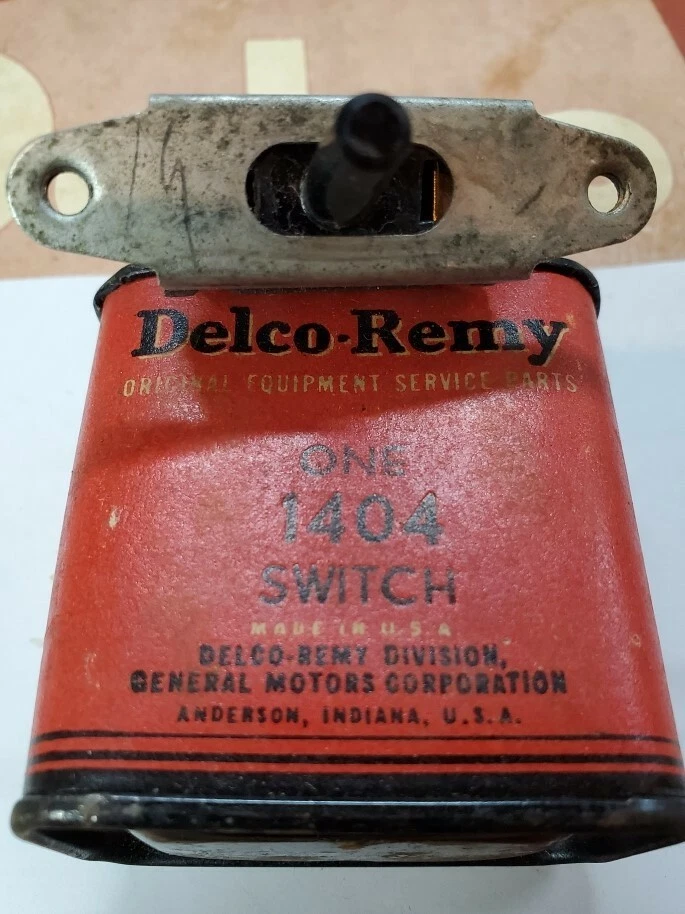 Delco-Remy
ORIGINAL EQUIPMENT SERVICE PARTS
ONE
1404
SWITCH
MADE IN U.S.A
DELCO-REMY DIVISION,
GENERAL MOTORS CORPORATION
ANDERSON, INDIANA, U.S.A.